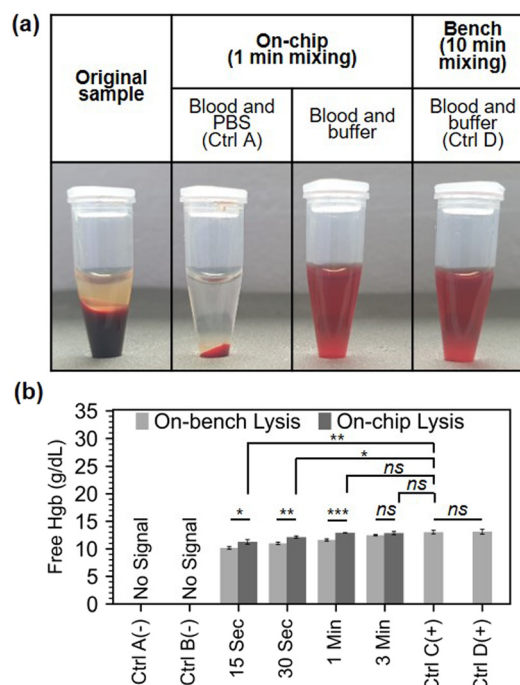 (a)
Original
sample
On-chip
(1 min mixing)
Bench
(10 min
mixing)
Blood and
PBS
(Ctrl A)
Blood and
buffer
Blood and
buffer
(Ctrl D)
(b)
Free Hgb (g/dL)
35
30
25
20
15
10
5
0
On-bench Lysis
On-chip Lysis
**
*
ns
ns
*
**
***
ns
ns
No Signal
No Signal
Ctrl A(-)
Ctrl B(-)
15 Sec
30 Sec
1 Min
3 Min
Ctrl C(+)
Ctrl D(+)